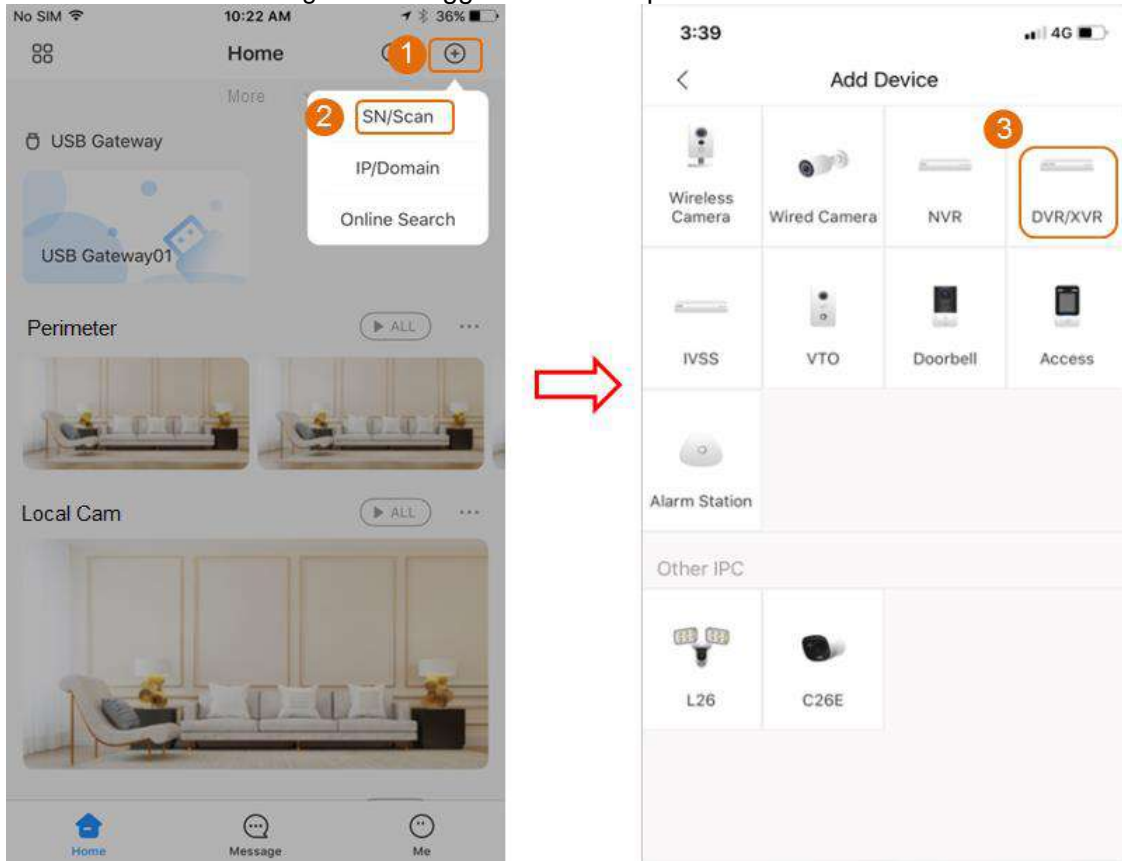 No SIM 10:22 AM 36%
Home
1
More
2 SN/Scan
USB Gateway
IP/Domain
Online Search
USB Gateway01
Perimeter
ALL
Local Cam
ALL
Home Message Me
3:39 4G
Add Device
3
Wireless
Camera Wired Camera NVR DVR/XVR
IVSS VTO Doorbell Access
Alarm Station
Other IPC
L26 C26E